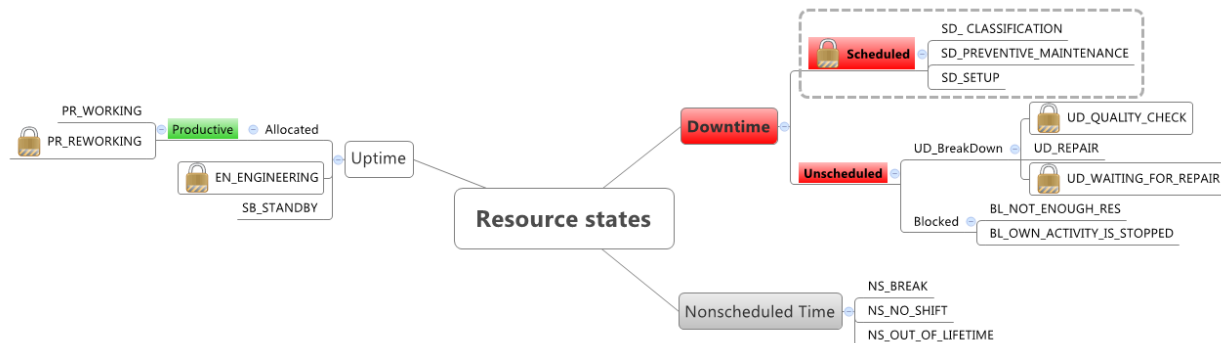 SD_ CLASSIFICATION
Scheduled
SD_PREVENTIVE_MAINTENANCE
SD_SETUP
PR_WORKING
Productive
Allocated
PR_REWORKING
Uptime
EN_ENGINEERING
SB_STANDBY
Resource states
Downtime
UD_QUALITY_CHECK
UD_BreakDown
UD_REPAIR
Unscheduled
UD_WAITING_FOR_REPAIR
BL_NOT_ENOUGH_RES
Blocked
BL_OWN_ACTIVITY_IS_STOPPED
NS_BREAK
Nonscheduled Time
NS_NO_SHIFT
NS_OUT_OF_LIFETIME